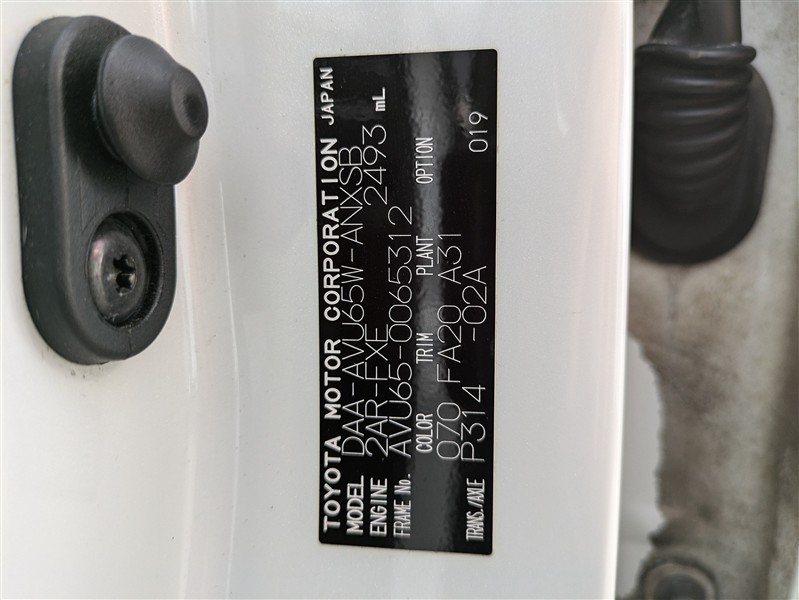 TOYOTA MOTOR CORPORATION JAPAN
MODEL DAA-AVU65W-ANXSB
ENGINE 2AR-FXE 2493 mL
FRAME No. AVU65-0065312
COLOR TRIM PLANT OPTION
070 FA20 A31
TRANS./AXLE P314 -02A 019